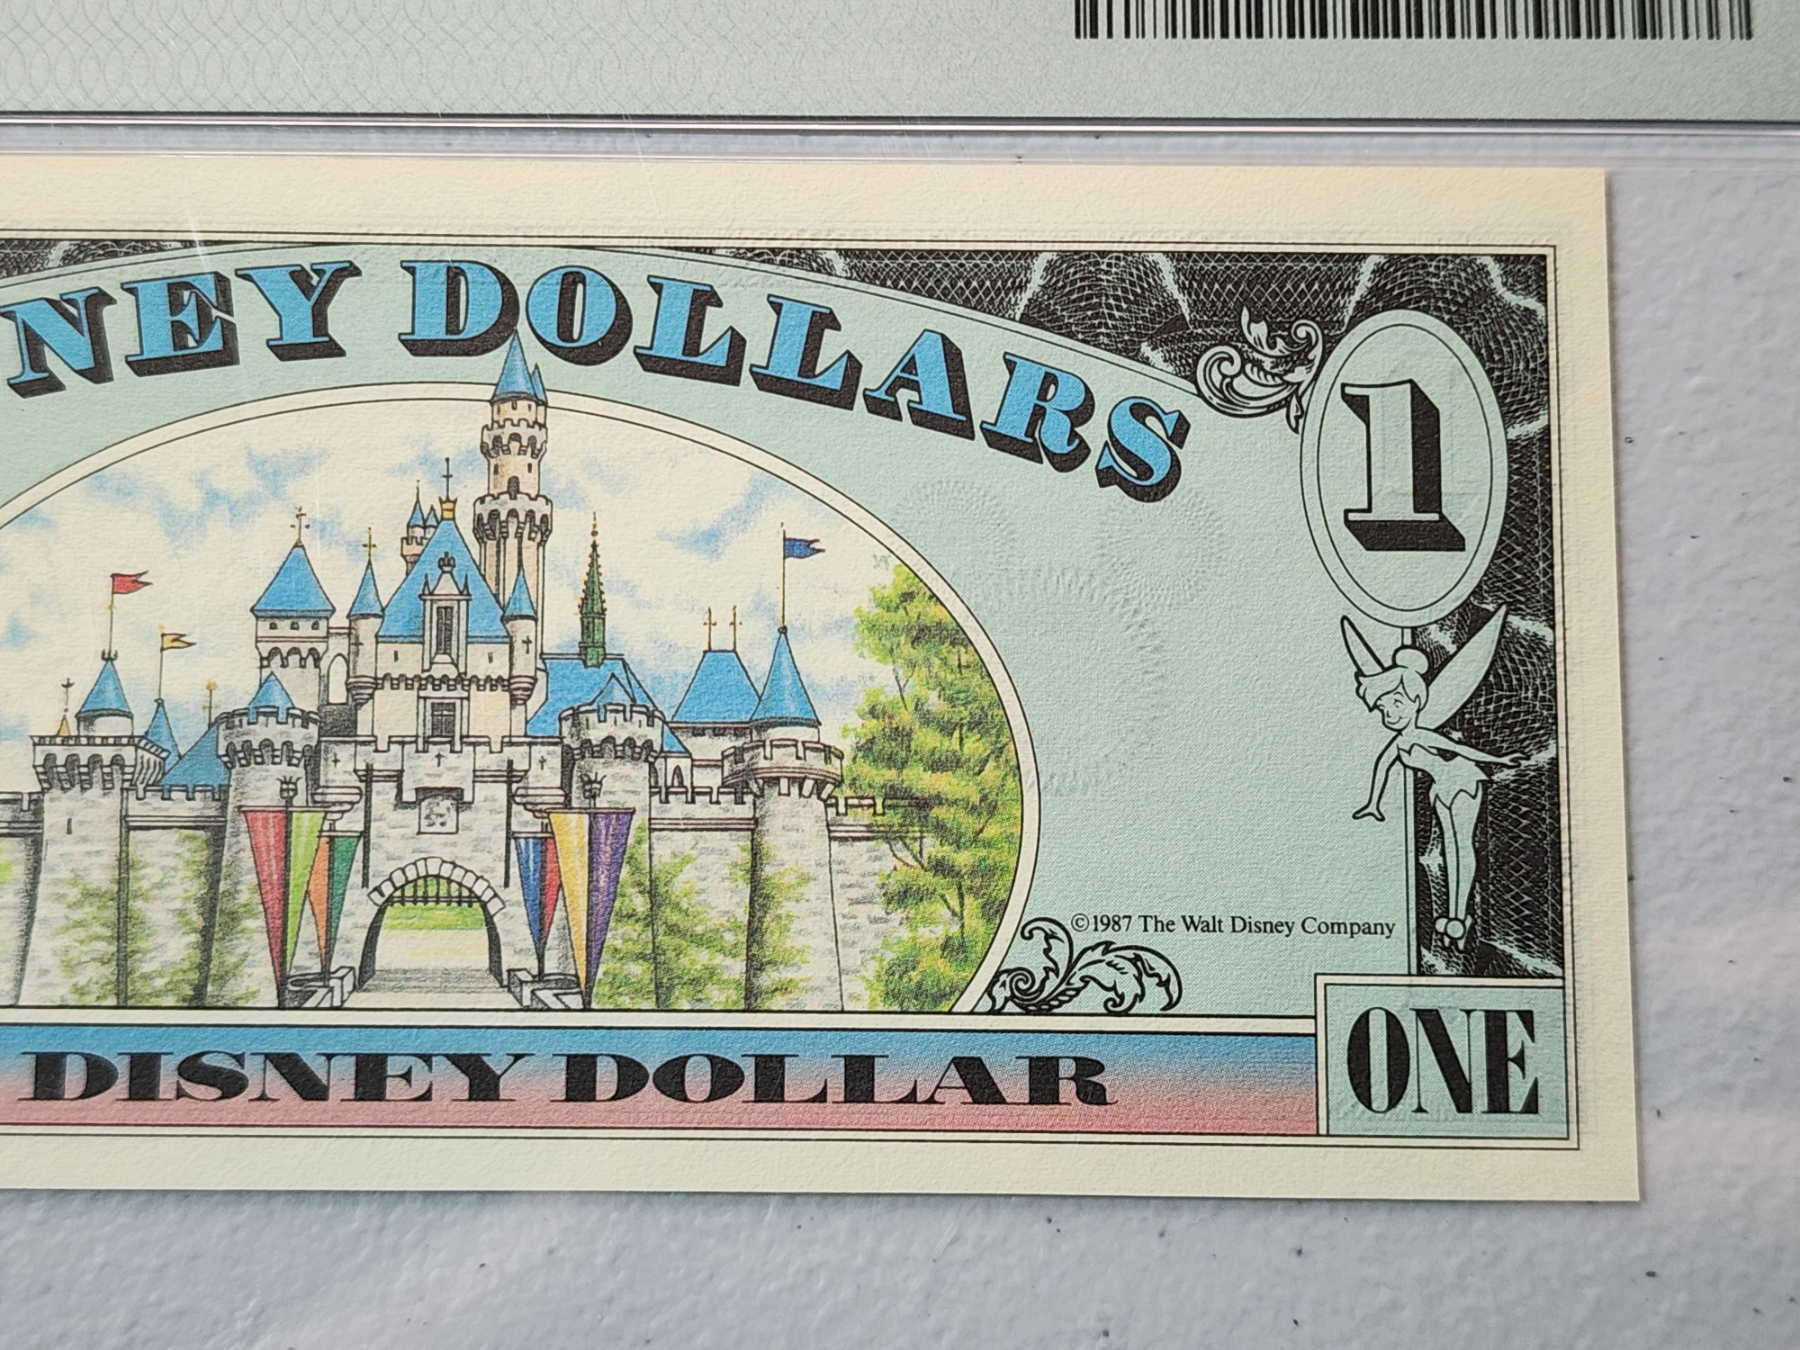 NEY DOLLARS
1
©1987 The Walt Disney Company
DISNEY DOLLAR
ONE